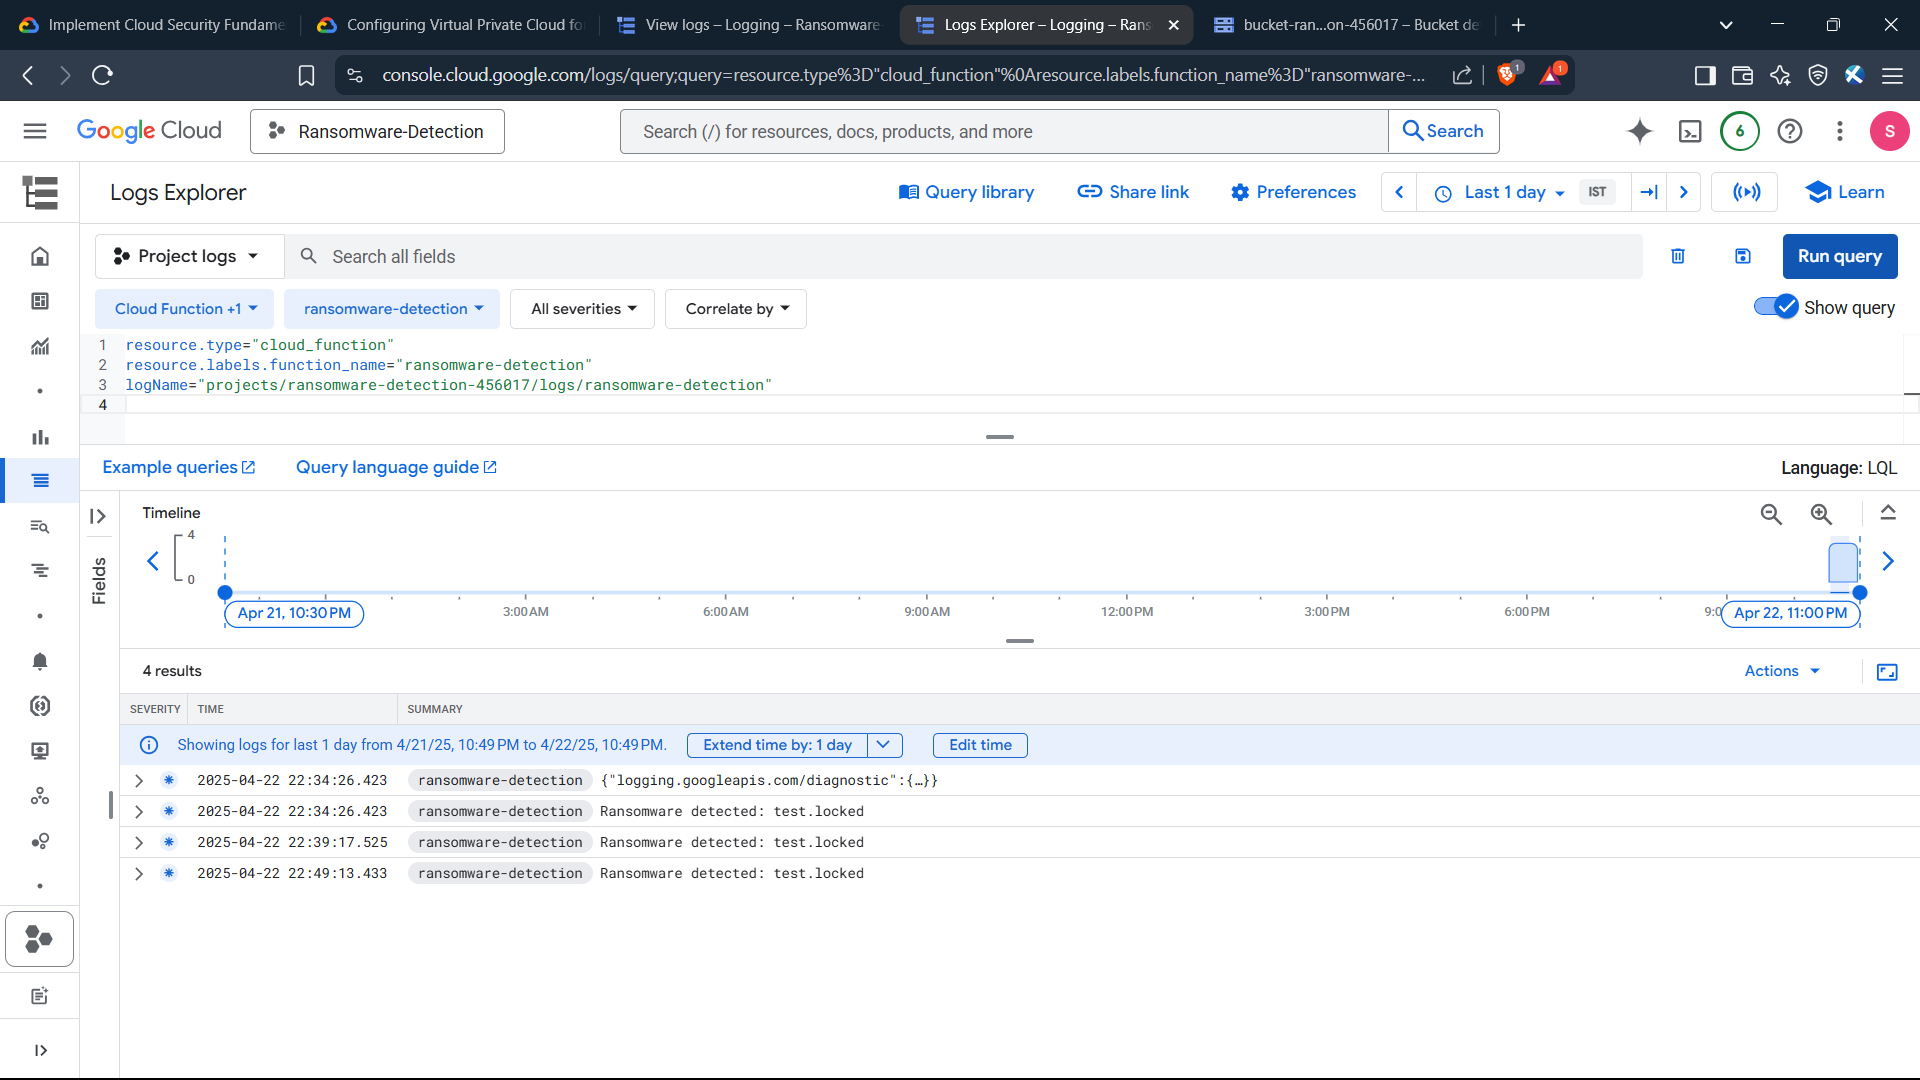 Implement Cloud Security Fundame
Configuring Virtual Private Cloud fo
View logs – Logging – Ransomware-
Logs Explorer – Logging – Rans
bucket-ran...on-456017 – Bucket de
console.cloud.google.com/logs/query;query=resource.type%3D"cloud_function"%0Aresource.labels.function_name%3D"ransomware-...
1
1
Google Cloud
Ransomware-Detection
Search (/) for resources, docs, products, and more
Search
6
S
Logs Explorer
Query library
Share link
Preferences
Last 1 day
IST
Learn
Project logs
Search all fields
Run query
Cloud Function +1
ransomware-detection
All severities
Correlate by
Show query
1 resource.type="cloud_function"
2 resource.labels.function_name="ransomware-detection"
3 logName="projects/ransomware-detection-456017/logs/ransomware-detection"
4
Example queries
Query language guide
Language: LQL
Fields
Timeline
4
0
Apr 21, 10:30 PM
3:00 AM
6:00 AM
9:00 AM
12:00 PM
3:00 PM
6:00 PM
9:0
Apr 22, 11:00 PM
4 results
Actions
SEVERITY TIME SUMMARY
Showing logs for last 1 day from 4/21/25, 10:49 PM to 4/22/25, 10:49 PM.
Extend time by: 1 day
Edit time
2025-04-22 22:34:26.423 ransomware-detection {"logging.googleapis.com/diagnostic":{…}}
2025-04-22 22:34:26.423 ransomware-detection Ransomware detected: test.locked
2025-04-22 22:39:17.525 ransomware-detection Ransomware detected: test.locked
2025-04-22 22:49:13.433 ransomware-detection Ransomware detected: test.locked